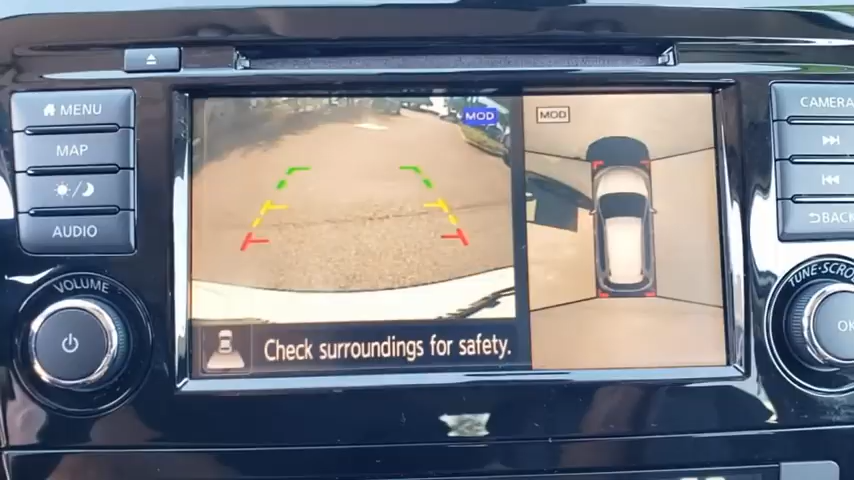 MENU
MAP
AUDIO
VOLUME
MOD
MOD
Check surroundings for safety.
CAMERA
BACK
TUNE·SCRO
OK